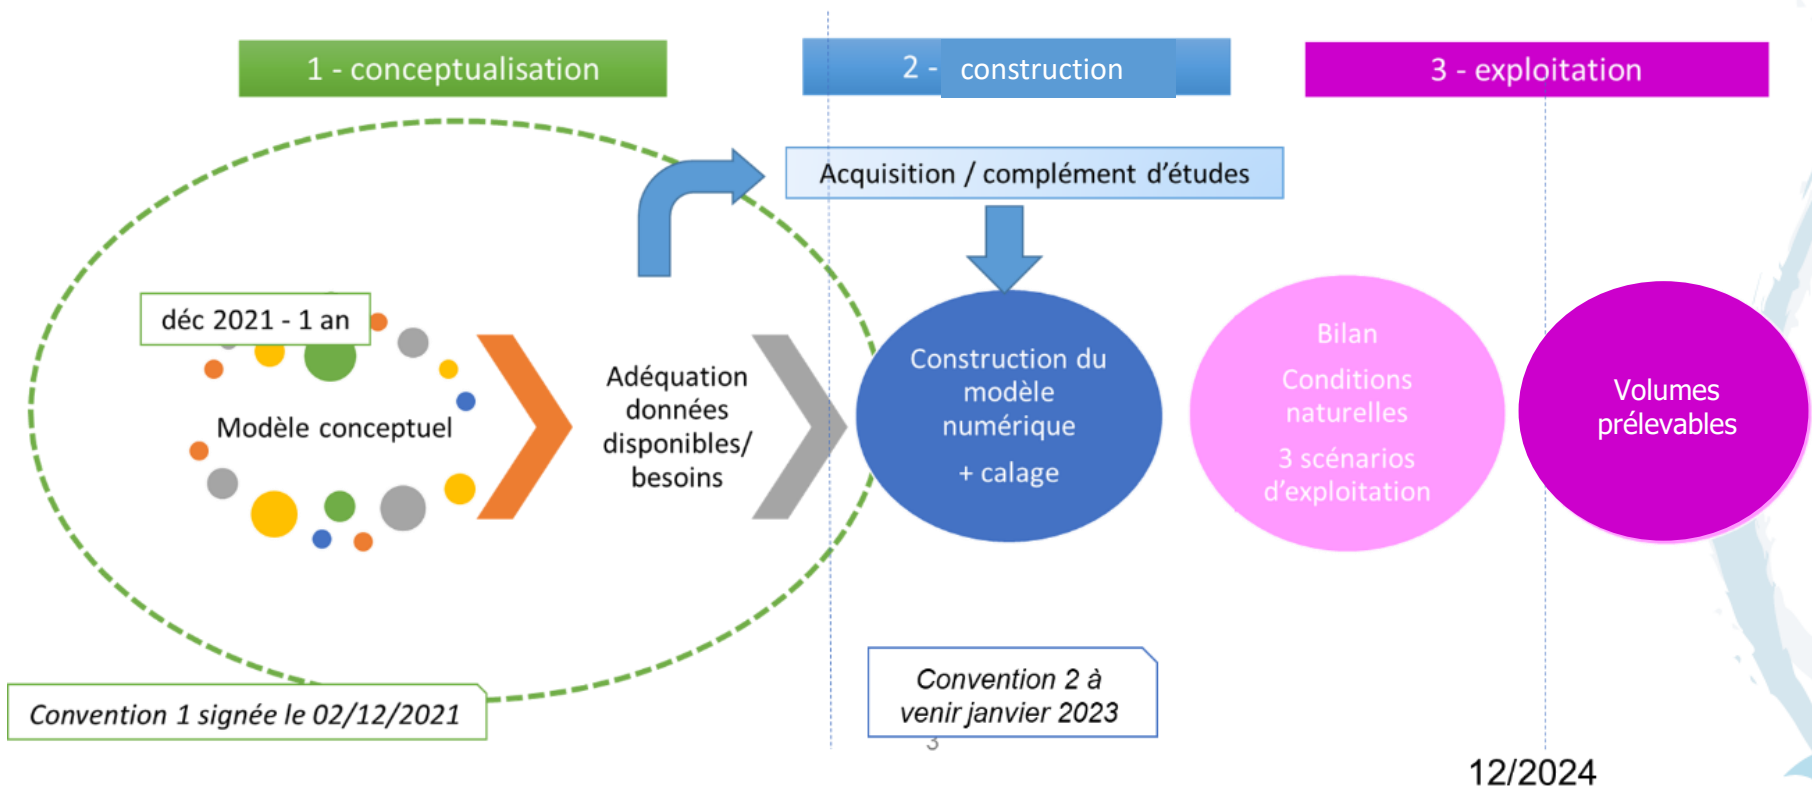 1 - conceptualisation
2 - construction
3 - exploitation
Acquisition / complément d'études
déc 2021 - 1 an
Modèle conceptuel
Adéquation
données
disponibles/
besoins
Construction du
modèle
numérique
+ calage
Bilan
Conditions
naturelles
3 scénarios
d'exploitation
Volumes
prélevables
Convention 1 signée le 02/12/2021
Convention 2 à
venir janvier 2023
3
12/2024